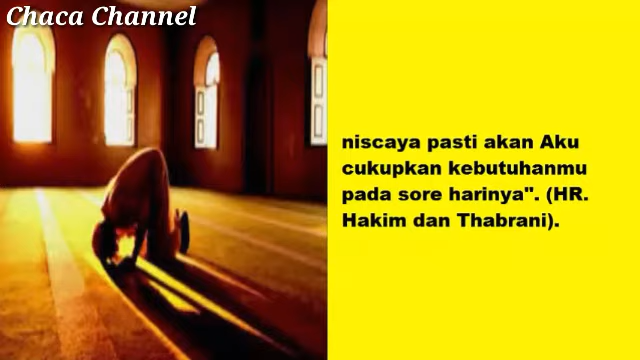 Chaca Channel
niscaya pasti akan Aku
cukupkan kebutuhanmu
pada sore harinya". (HR.
Hakim dan Thabrani).